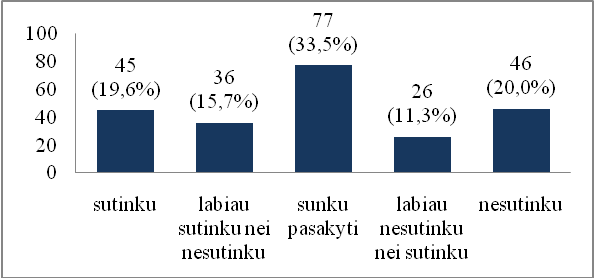 100
80
60
40
20
0
45
(19,6%)
36
(15,7%)
77
(33,5%)
26
(11,3%)
46
(20,0%)
sutinku
labiau
sutinku nei
nesutinku
sunku
pasakyti
labiau
nesutinku
nei sutinku
nesutinku